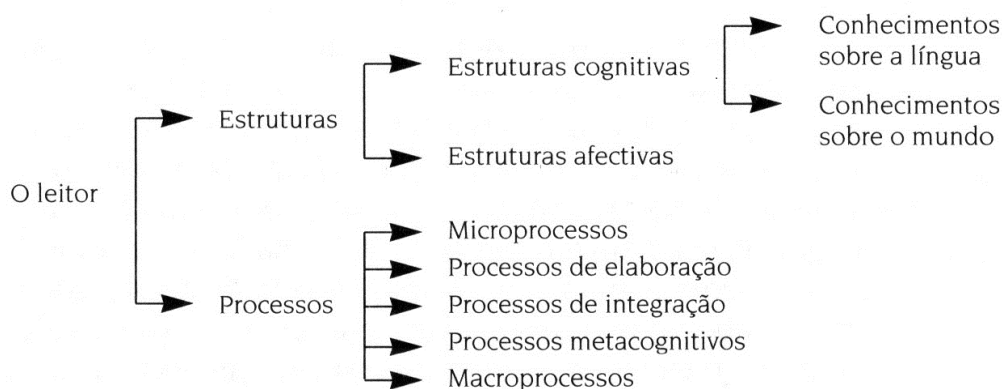 O leitor
Estruturas
Estruturas cognitivas
Conhecimentos
sobre a língua
Conhecimentos
sobre o mundo
Estruturas afectivas
Processos
Microprocessos
Processos de elaboração
Processos de integração
Processos metacognitivos
Macroprocessos